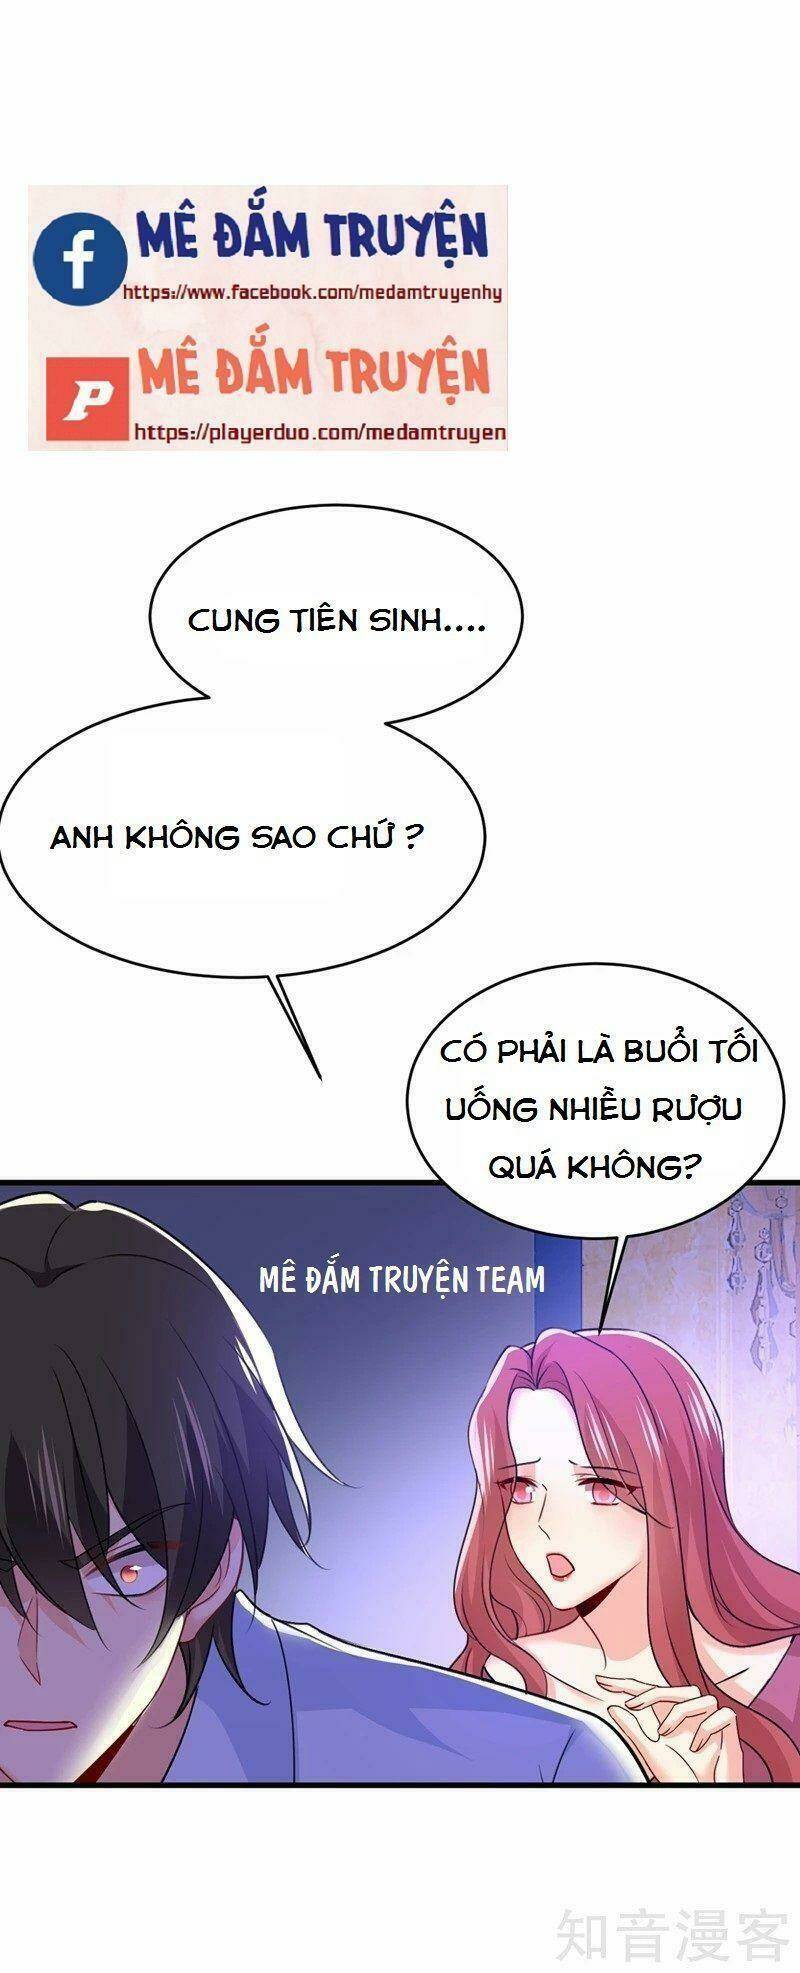 MÊ ĐẮM TRUYỆN
https://www.facebook.com/medamtruyenhy
MÊ ĐẮM TRUYỆN
https://playerduo.com/medamtruyen
CUNG TIÊN SINH....
ANH KHÔNG SAO CHỨ ?
CÓ PHẢI LÀ BUỔI TỐI
UỐNG NHIỀU RƯỢU
QUÁ KHÔNG?
MÊ ĐẮM TRUYỆN TEAM
知音漫客